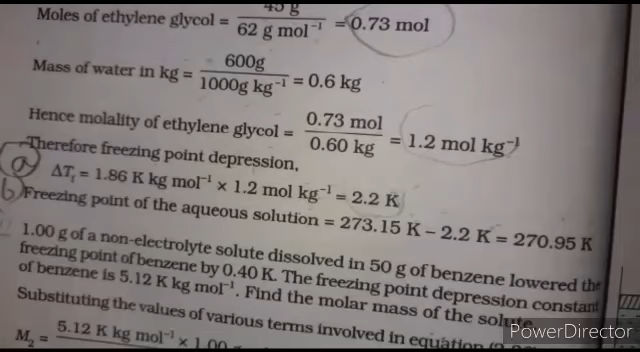 Moles of ethylene glycol = 45 g / 62 g mol⁻¹ = 0.73 mol
Mass of water in kg = 600g / 1000g kg⁻¹ = 0.6 kg
Hence molality of ethylene glycol = 0.73 mol / 0.60 kg = 1.2 mol kg⁻¹
Therefore freezing point depression,
a) ΔTf = 1.86 K kg mol⁻¹ × 1.2 mol kg⁻¹ = 2.2 K
b) Freezing point of the aqueous solution = 273.15 K – 2.2 K = 270.95 K
1.00 g of a non-electrolyte solute dissolved in 50 g of benzene lowered the
freezing point of benzene by 0.40 K. The freezing point depression constant
of benzene is 5.12 K kg mol⁻¹. Find the molar mass of the solute.
Substituting the values of various terms involved in equation
M₂ = 5.12 K kg mol⁻¹ × 1.00
PowerDirector